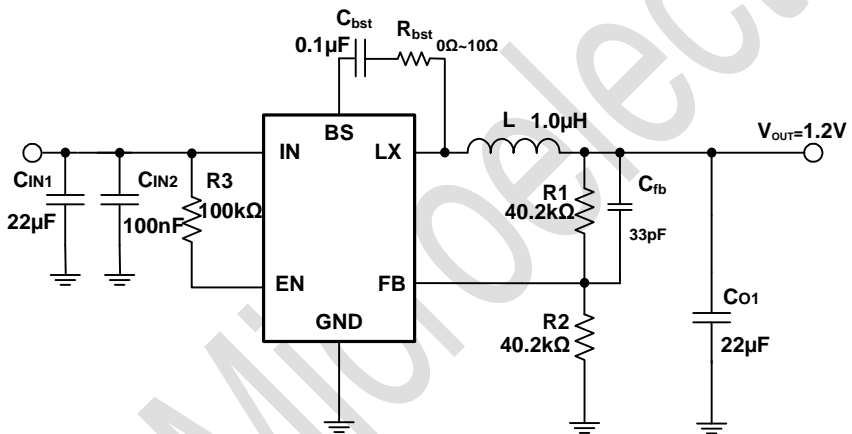 Cbst
0.1µF
Rbst
0Ω~10Ω
BS
IN
LX
L 1.0µH
VOUT=1.2V
CIN1
22µF
CIN2
100nF
R3
100kΩ
R1
40.2kΩ
Cfb
33pF
EN
FB
GND
R2
40.2kΩ
CO1
22µF